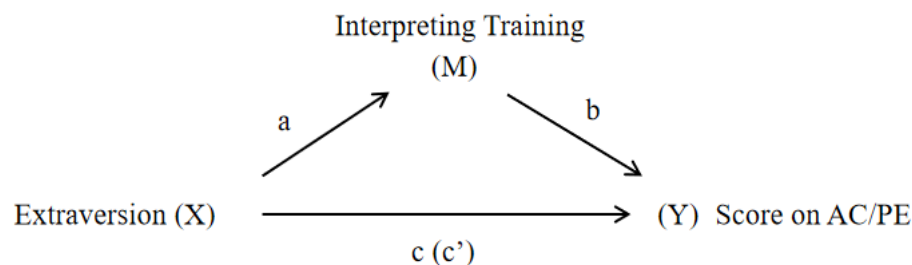 Interpreting Training
(M)
a
b
Extraversion (X)
(Y) Score on AC/PE
c (c’)